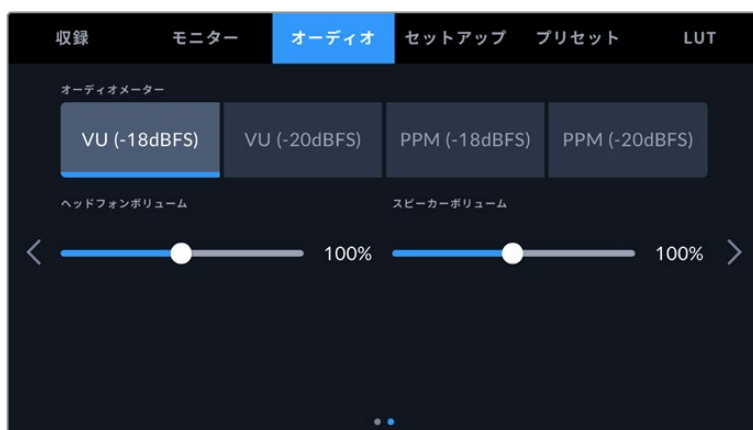 収録 モニター オーディオ セットアップ プリセット LUT
オーディオメーター
VU (-18dBFS) VU (-20dBFS) PPM (-18dBFS) PPM (-20dBFS)
ヘッドフォンボリューム スピーカーボリューム
100% 100%